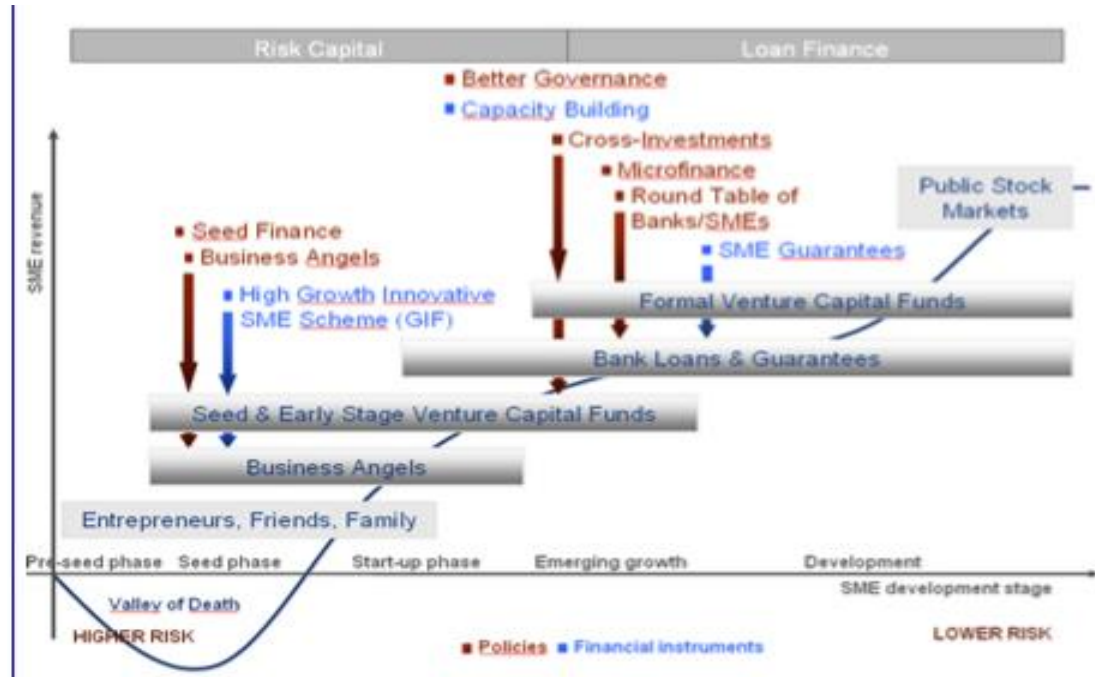 Risk Capital
Loan Finance
Better Governance
Capacity Building
Cross-Investments
Microfinance
Round Table of
Banks/SMEs
Public Stock
Markets
SME revenue
Seed Finance
Business Angels
SME Guarantees
High Growth Innovative
SME Scheme (GIF)
Formal Venture Capital Funds
Bank Loans & Guarantees
Seed & Early Stage Venture Capital Funds
Business Angels
Entrepreneurs, Friends, Family
Pre-seed phase
Seed phase
Start-up phase
Emerging growth
Development
SME development stage
Valley of Death
HIGHER RISK
LOWER RISK
Policies
Financial instruments